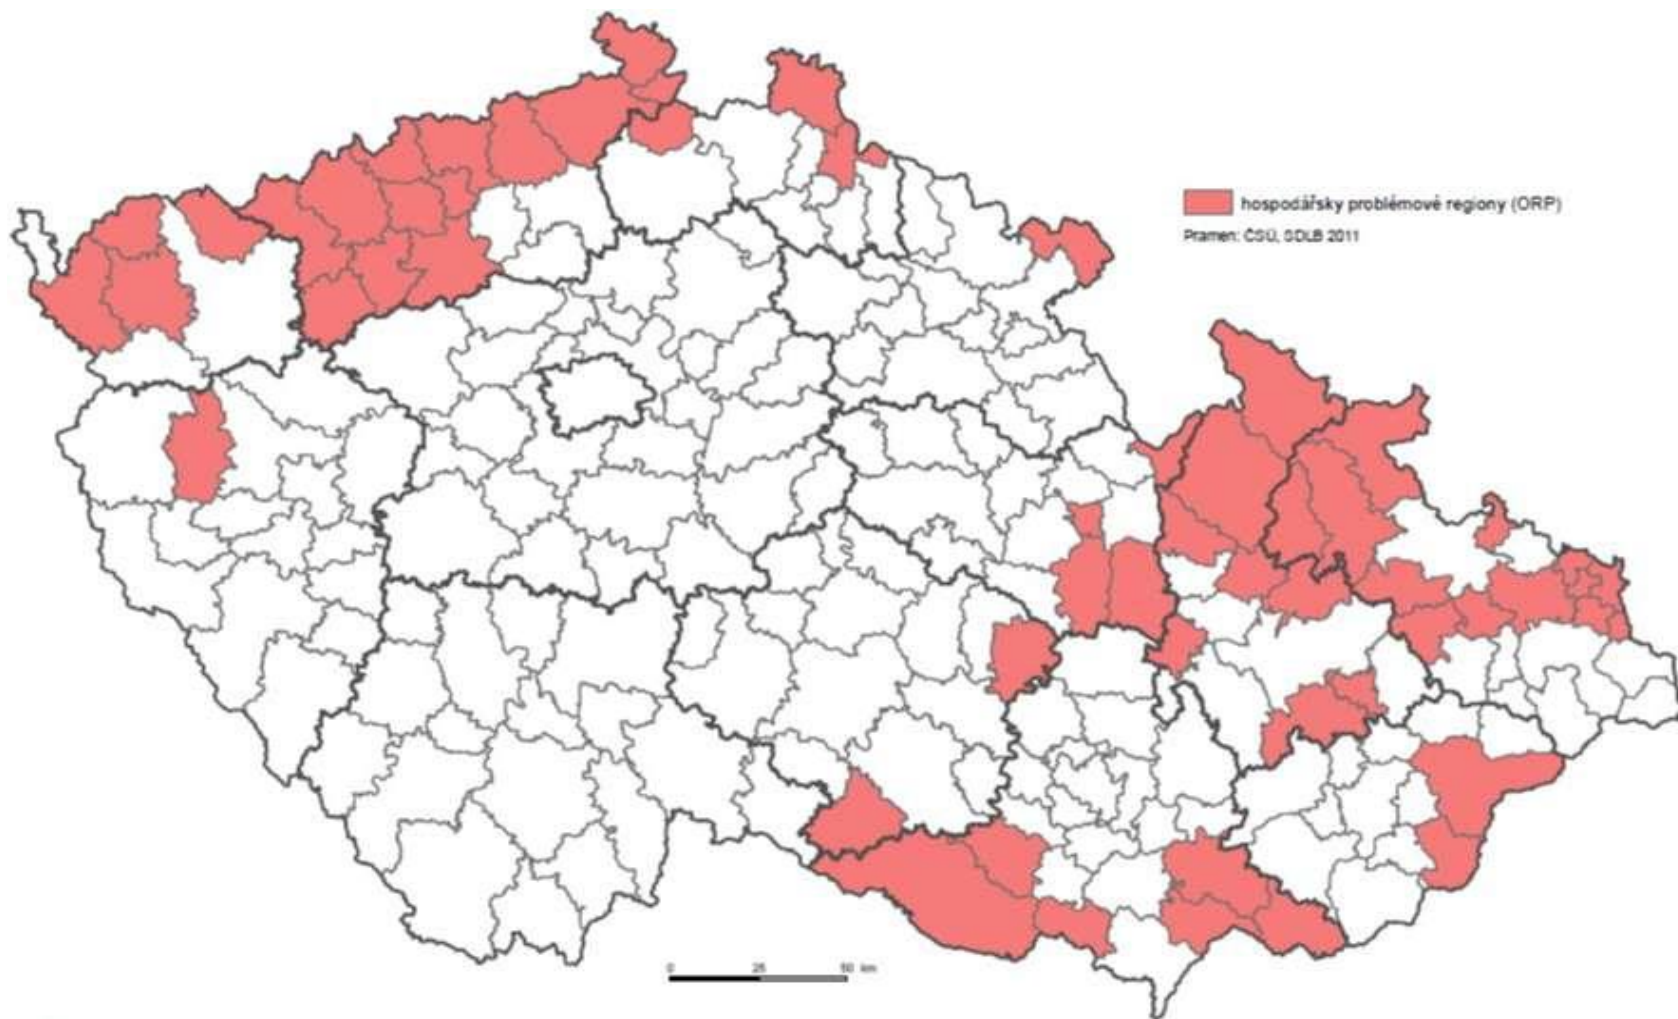 hospodářsky problémové regiony (ORP)
Pramen: ČSÚ, SDLB 2011
0 25 50 km